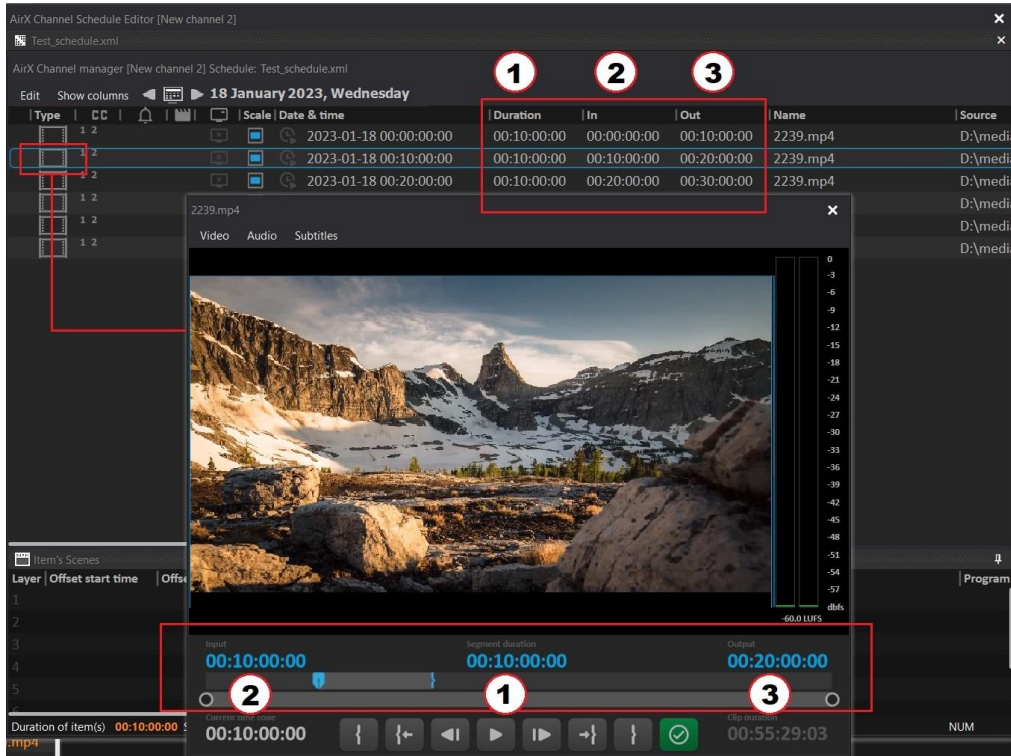 AirX Channel Schedule Editor [New channel 2]
Test_schedule.xml
AirX Channel manager [New channel 2] Schedule: Test_schedule.xml
1 2 3
Edit Show columns 18 January 2023, Wednesday
Type CC Scale Date & time Duration In Out Name Source
1 2 2023-01-18 00:00:00:00 00:10:00:00 00:00:00:00 00:10:00:00 2239.mp4 D:\medi
1 2 2023-01-18 00:10:00:00 00:10:00:00 00:10:00:00 00:20:00:00 2239.mp4 D:\medi
1 2 2023-01-18 00:20:00:00 00:10:00:00 00:20:00:00 00:30:00:00 2239.mp4 D:\medi
1 2 D:\medi
1 2 D:\medi
1 2 D:\medi
2239.mp4
Video Audio Subtitles
0
-3
-6
-9
-12
-15
-18
-21
-24
-27
-30
-33
-36
-39
-42
-45
-48
-51
-54
-57
dbfs
-60.0 LUFS
Item's Scenes
Layer Offset start time Offse Program
1
2
3
4
5
Input Segment duration Output
00:10:00:00 00:10:00:00 00:20:00:00
2 1 3
Current time code Clip duration
00:10:00:00 { {← →{ } 00:55:29:03
Duration of item(s) 00:10:00:00 S NUM
.mp4